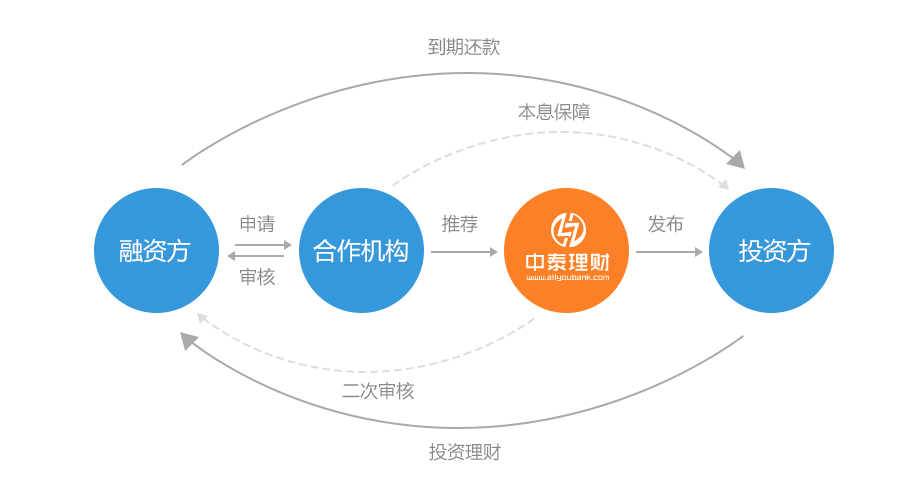 到期还款
本息保障
申请
推荐
发布
融资方
合作机构
中泰理财
www.allyoubank.com
投资方
审核
二次审核
投资理财